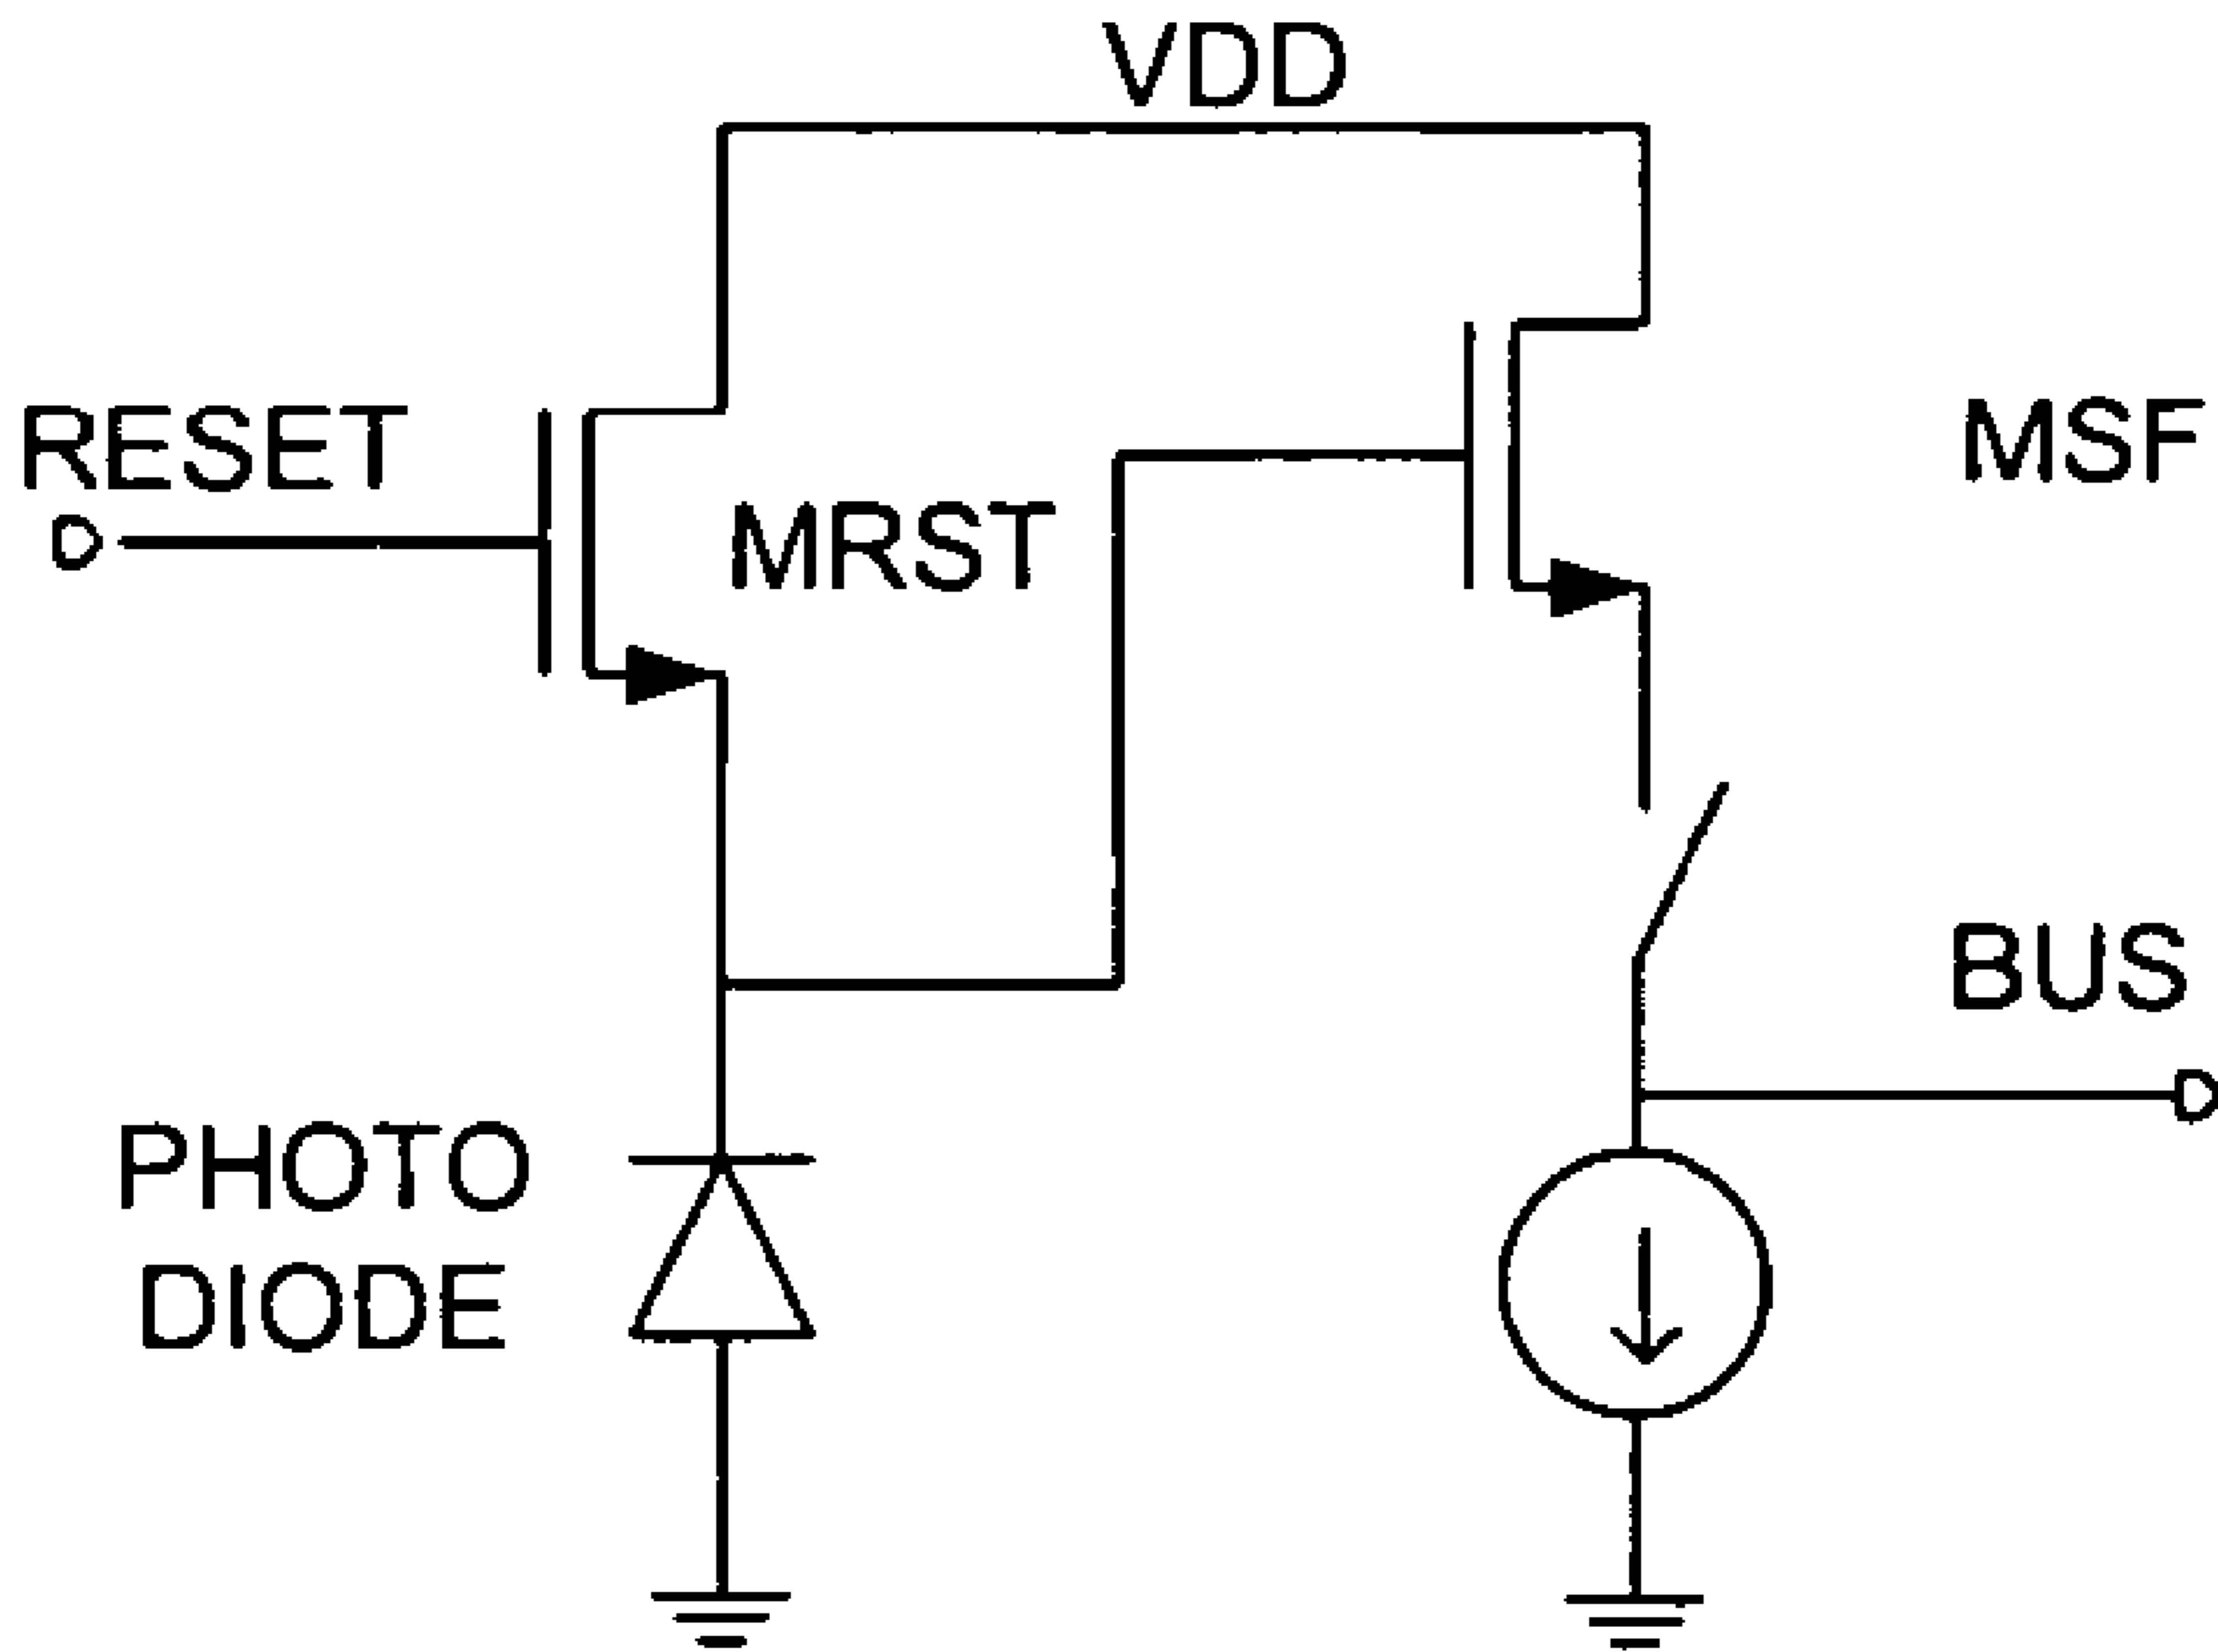 VDD
RESET
MSF
MRST
BUS
PHOTO
DIODE